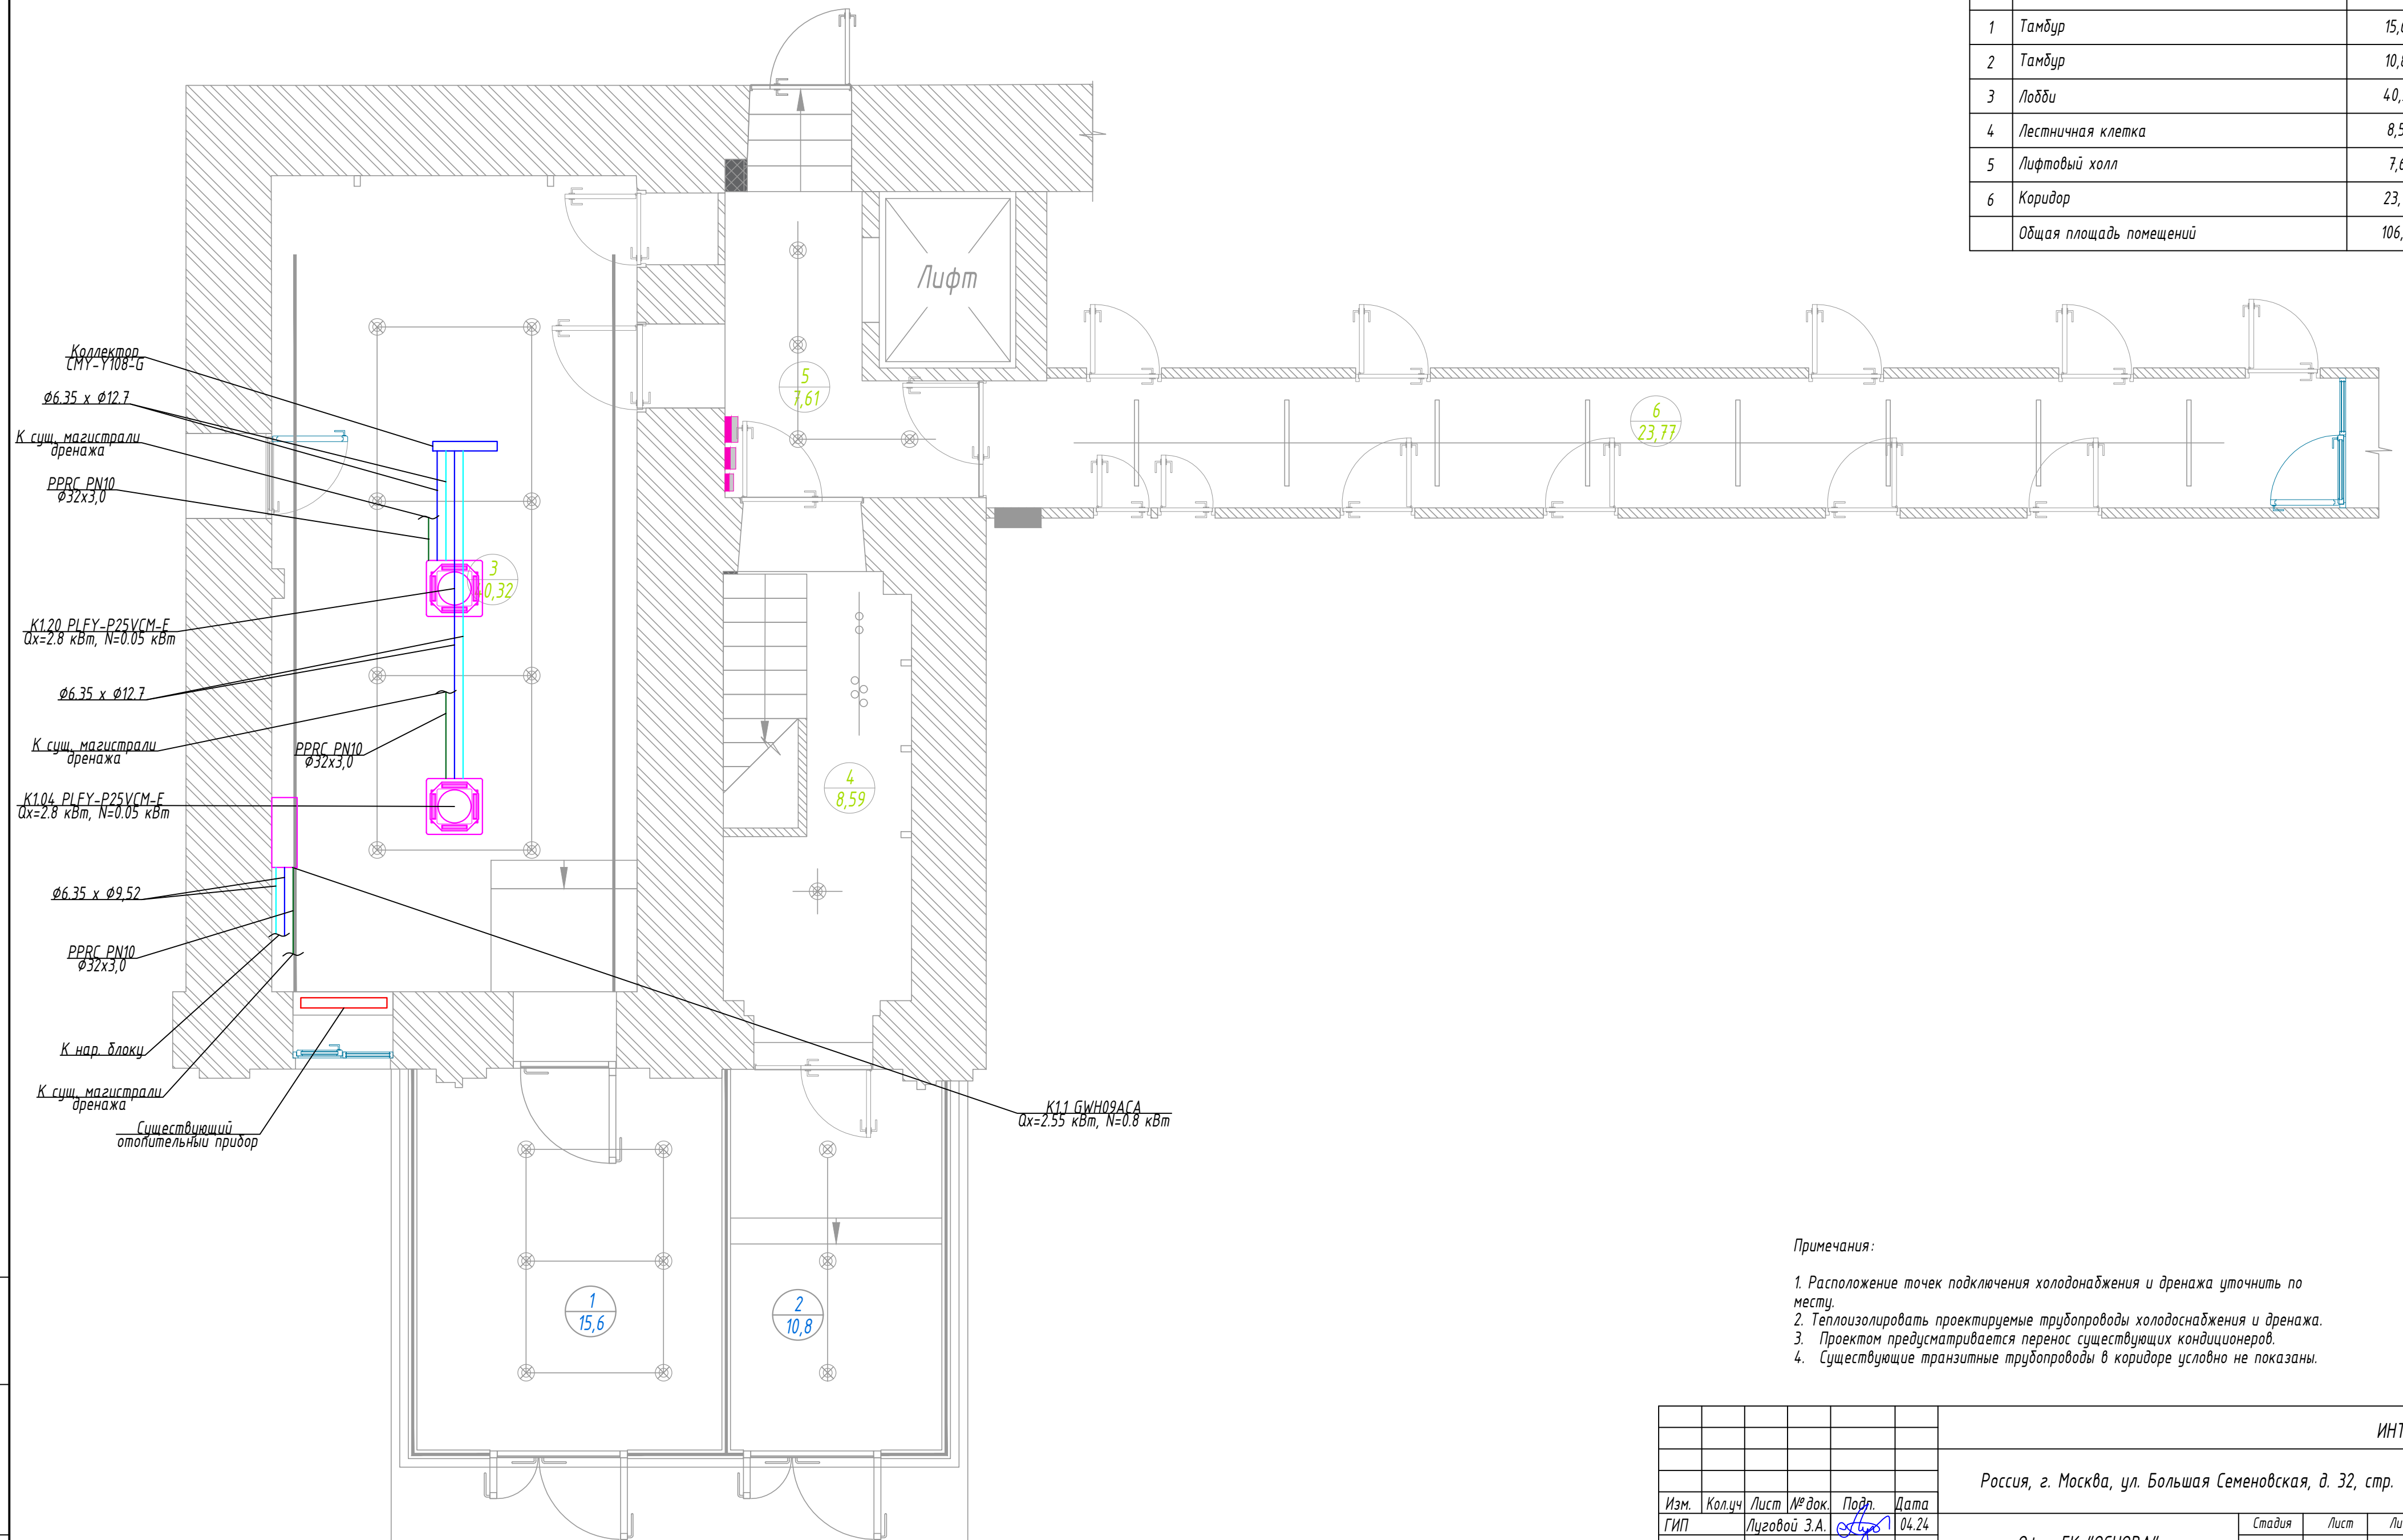 1 Тамбур 15,
2 Тамбур 10,
3 Лобби 40,
4 Лестничная клетка 8,5
5 Лифтовый холл 7,6
6 Коридор 23,
Общая площадь помещений 106,
Лифт
5
7,61
6
23,77
Коллектор
CMY-Y108-G
Ø6.35 x Ø12.7
К сущ. магистрали
дренажа
PPRC PN10
Ø32x3,0
3
0,32
К1.20 PLFY-P25VCM-E
Qx=2.8 кВт, N=0.05 кВт
Ø6.35 x Ø12.7
К сущ. магистрали
дренажа
PPRC PN10
Ø32x3,0
4
8,59
К1.04 PLFY-P25VCM-E
Qx=2.8 кВт, N=0.05 кВт
Ø6.35 x Ø9,52
PPRC PN10
Ø32x3,0
К нар. блоку
К сущ. магистрали
дренажа
Существующий
отопительный прибор
К1.1 GWH09ACA
Qx=2.55 кВт, N=0.8 кВт
1
15,6
2
10,8
Примечания:
1. Расположение точек подключения холодонабжения и дренажа уточнить по
месту.
2. Теплоизолировать проектируемые трубопроводы холодоснабжения и дренажа.
3. Проектом предусматривается перенос существующих кондиционеров.
4. Существующие транзитные трубопроводы в коридоре условно не показаны.
ИНТ
Россия, г. Москва, ул. Большая Семеновская, д. 32, стр.
Изм. Кол.уч Лист № док. Подп. Дата
ГИП Луговой З.А. 04.24
Стадия Лист Ли